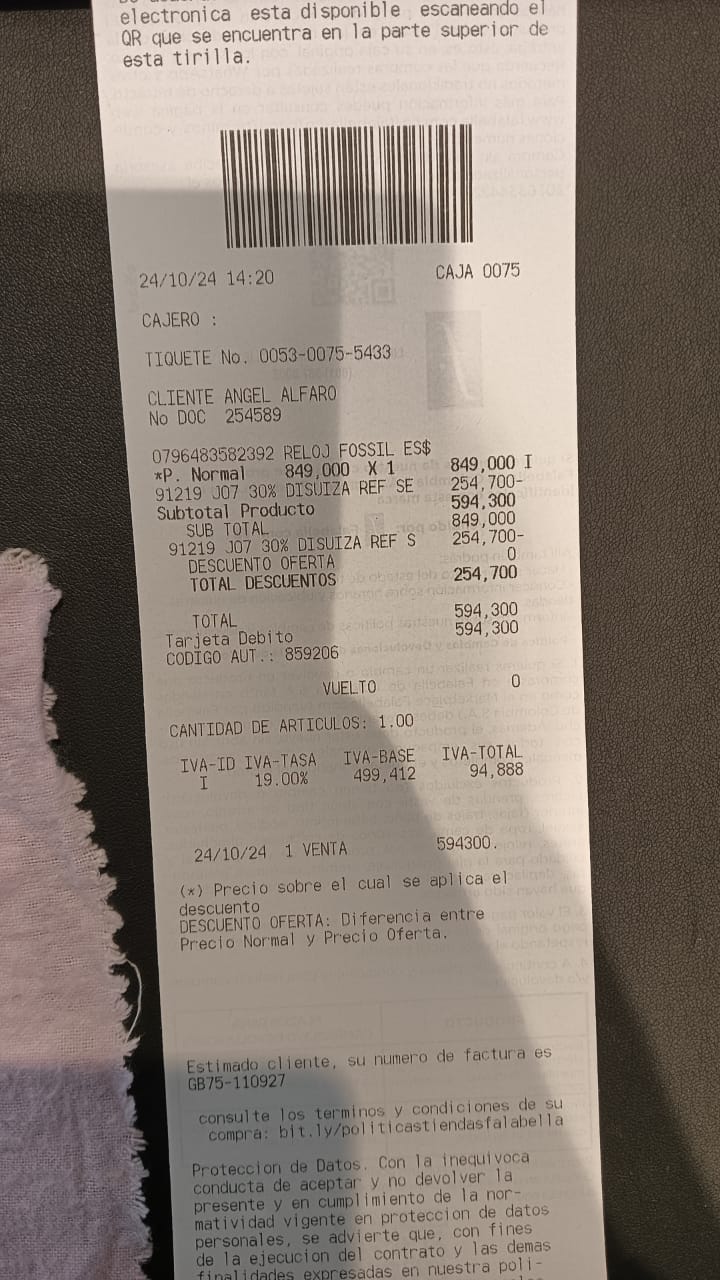 electronica esta disponible escaneando el
QR que se encuentra en la parte superior de
esta tirilla.
24/10/24 14:20 CAJA 0075
CAJERO :
TIQUETE No. 0053-0075-5433
CLIENTE ANGEL ALFARO
No DOC 254589
0796483582392 RELOJ FOSSIL ES$
*P. Normal 849,000 X 1 849,000 I
91219 J07 30% DISUIZA REF SE 254,700-
Subtotal Producto 594,300
SUB TOTAL 849,000
91219 J07 30% DISUIZA REF S 254,700-
DESCUENTO OFERTA 0
TOTAL DESCUENTOS 254,700
TOTAL 594,300
Tarjeta Debito 594,300
CODIGO AUT.: 859206
VUELTO 0
CANTIDAD DE ARTICULOS: 1.00
IVA-ID IVA-TASA IVA-BASE IVA-TOTAL
I 19.00% 499,412 94,888
24/10/24 1 VENTA 594300.
(*) Precio sobre el cual se aplica el
descuento
DESCUENTO OFERTA: Diferencia entre
Precio Normal y Precio Oferta.
Estimado cliente, su numero de factura es
GB75-110927
consulte los terminos y condiciones de su
compra: bit.ly/politicastiendasfalabella
Proteccion de Datos. Con la inequivoca
conducta de aceptar y no devolver la
presente y en cumplimiento de la nor-
matividad vigente en proteccion de datos
personales, se advierte que, con fines
de la ejecucion del contrato y las demas
finalidades expresadas en nuestra poli-